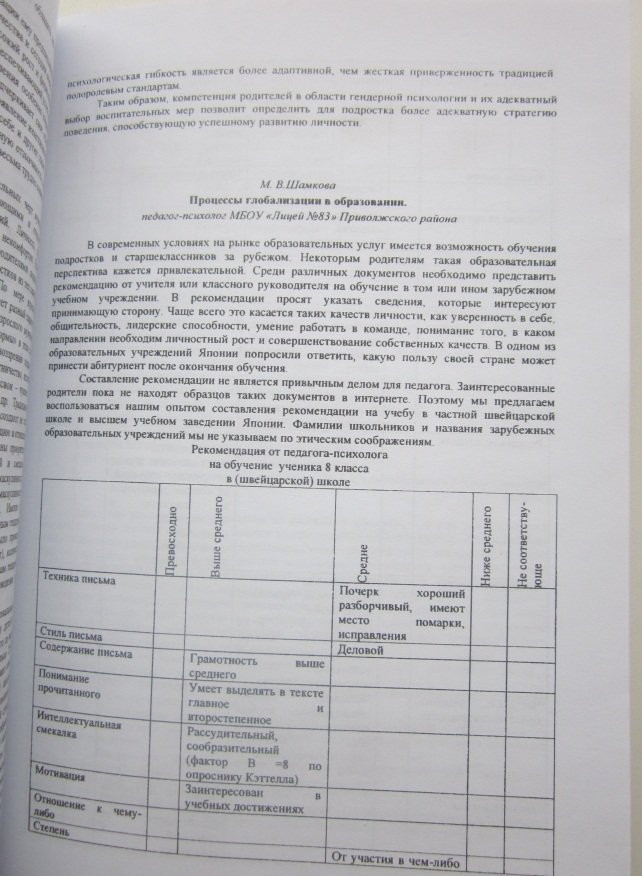 психологическая гибкость является более адаптивной, чем жесткая приверженность традицией
полоролевым стандартам.
Таким образом, компетенция родителей в области гендерной психологии и их адекватный
выбор воспитательных мер позволит определить для подростка более адекватную стратегию
поведения, способствующую успешному развитию личности.
М. В.Шамкова
Процессы глобализации в образовании.
педагог-психолог МБОУ «Лицей №83» Приволжского района
В современных условиях на рынке образовательных услуг имеется возможность обучения
подростков и старшеклассников за рубежом. Некоторым родителям такая образовательная
перспектива кажется привлекательной. Среди различных документов необходимо представить
рекомендацию от учителя или классного руководителя на обучение в том или ином зарубежном
учебном учреждении. В рекомендации просят указать сведения, которые интересуют
принимающую сторону. Чаще всего это касается таких качеств личности, как уверенность в себе,
общительность, лидерские способности, умение работать в команде, понимание того, в каком
направлении необходим личностный рост и совершенствование собственных качеств. В одном из
образовательных учреждений Японии попросили ответить, какую пользу своей стране может
принести абитуриент после окончания обучения.
Составление рекомендации не является привычным делом для педагога. Заинтересованные
родители пока не находят образцов таких документов в интернете. Поэтому мы предлагаем
воспользоваться нашим опытом составления рекомендации на учебу в частной швейцарской
школе и высшем учебном заведении Японии. Фамилии школьников и названия зарубежных
образовательных учреждений мы не указываем по этическим соображениям.
Рекомендация от педагога-психолога
на обучение ученика 8 класса
в (швейцарской) школе
Превосходно
Выше среднего
Средне
Ниже среднего
Не соответству-
юще
Техника письма
Почерк хороший
разборчивый, имеют
место помарки,
исправления
Стиль письма
Деловой
Содержание письма
Грамотность выше
среднего
Понимание
прочитанного
Умеет выделять в тексте
главное и
второстепенное
Интеллектуальная
смекалка
Рассудительный,
сообразительный
(фактор В =8 по
опроснику Кэттелла)
Мотивация
Заинтересован в
учебных достижениях
Отношение к чему-
либо
Степень
От участия в чем-либо